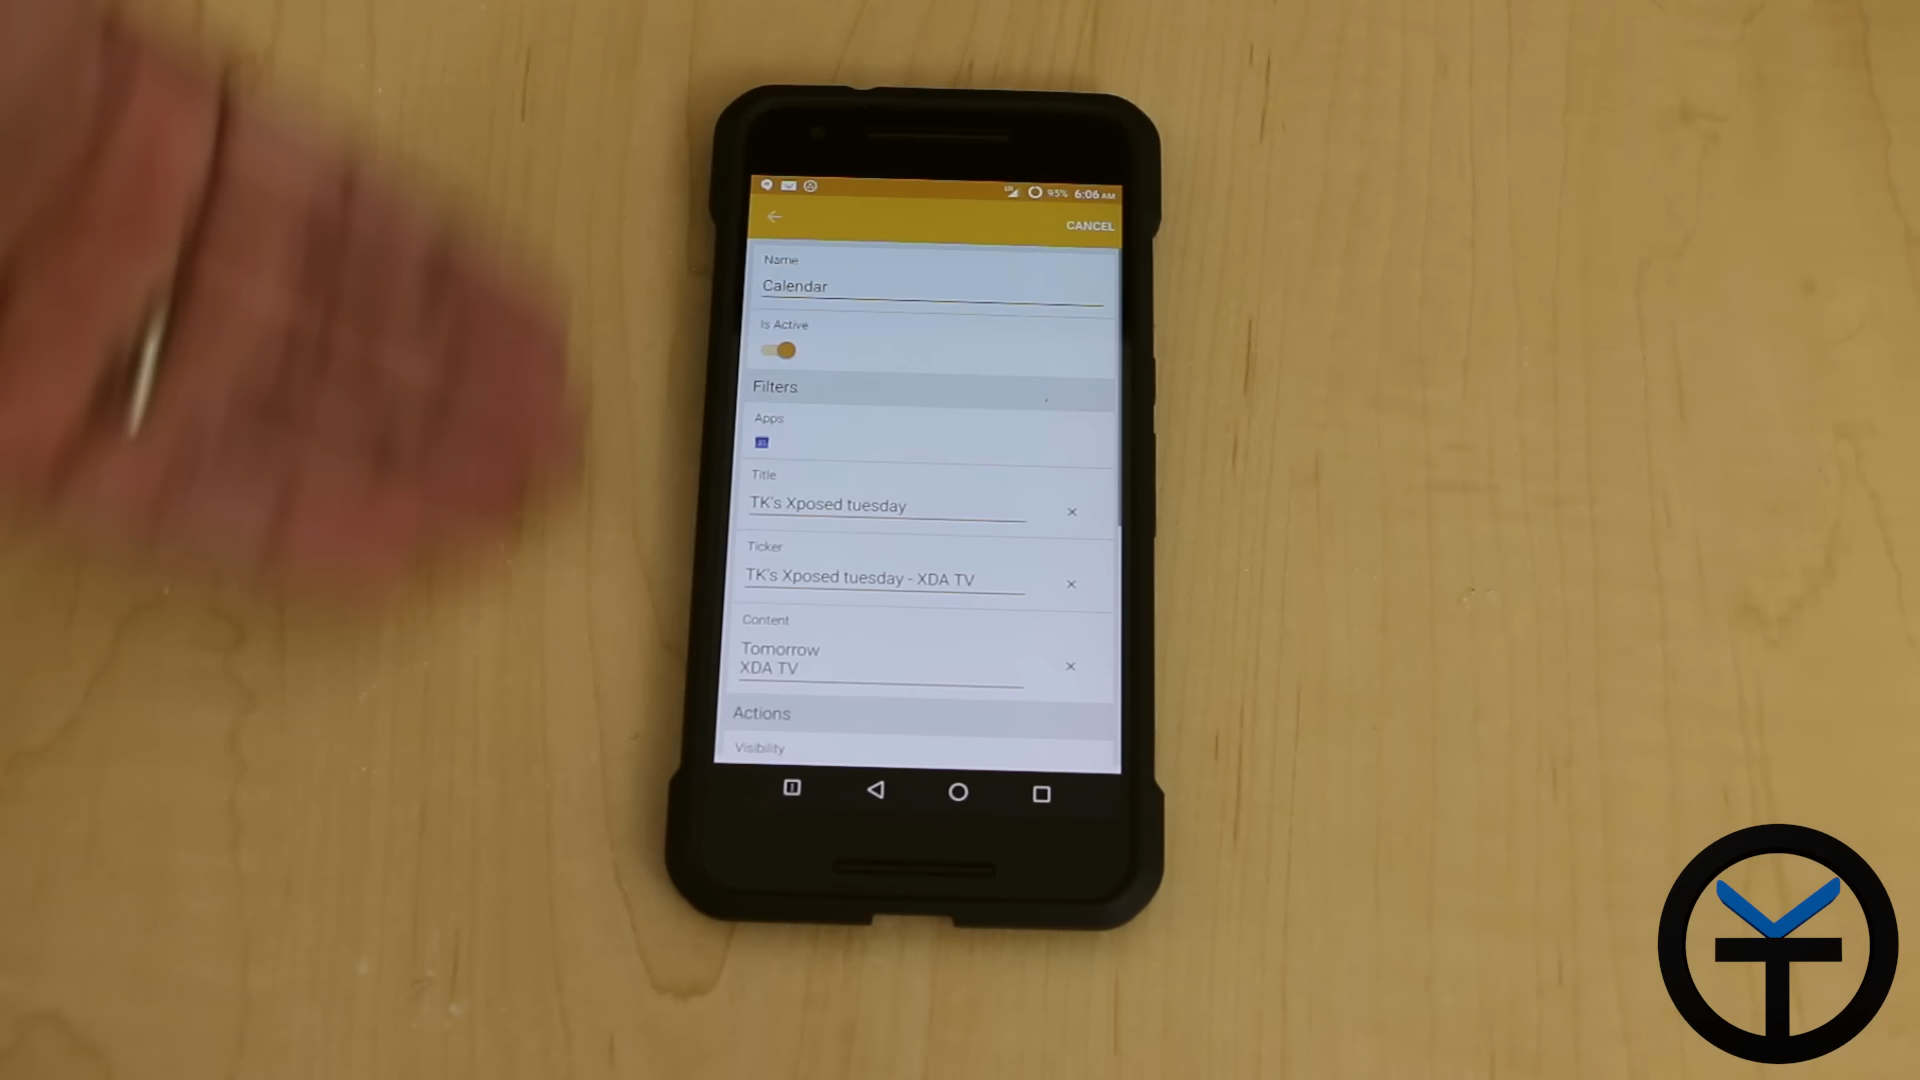 95% 6:06 AM
CANCEL
Name
Calendar
Is Active
Filters
Apps
31
Title
TK's Xposed tuesday
Ticker
TK's Xposed tuesday - XDA TV
Content
Tomorrow
XDA TV
Actions
Visibility